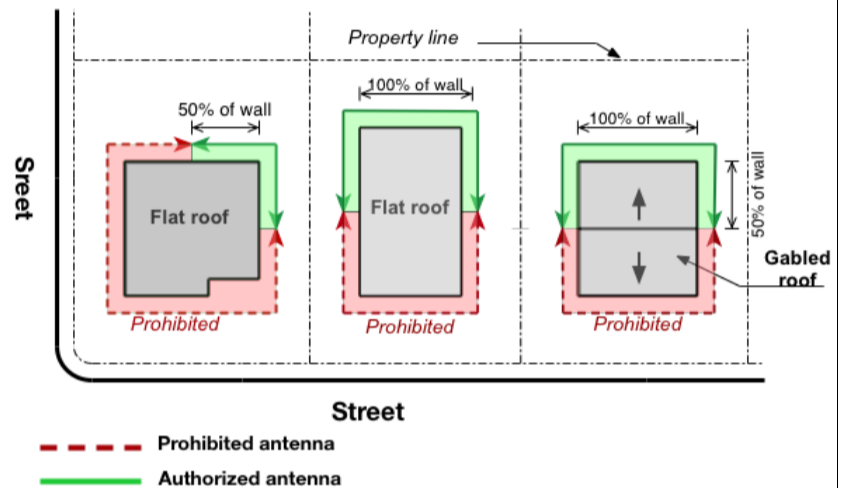 Property line
100% of wall
50% of wall
100% of wall
50% of wall
Sreet
Flat roof
Flat roof
Gabled
roof
Prohibited
Prohibited
Prohibited
Street
Prohibited antenna
Authorized antenna